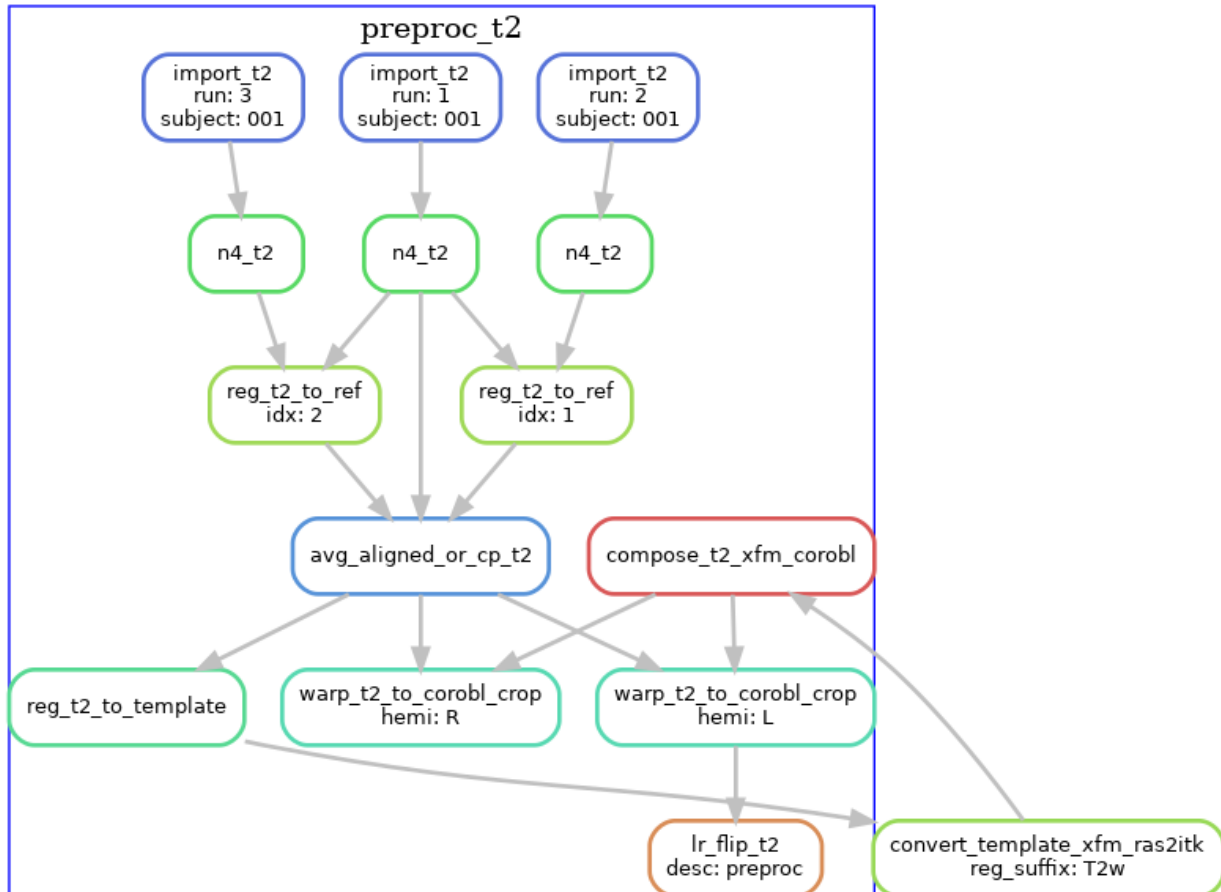 preproc_t2
import_t2
run: 3
subject: 001
import_t2
run: 1
subject: 001
import_t2
run: 2
subject: 001
n4_t2
n4_t2
n4_t2
reg_t2_to_ref
idx: 2
reg_t2_to_ref
idx: 1
avg_aligned_or_cp_t2
compose_t2_xfm_corobl
reg_t2_to_template
warp_t2_to_corobl_crop
hemi: R
warp_t2_to_corobl_crop
hemi: L
lr_flip_t2
desc: preproc
convert_template_xfm_ras2itk
reg_suffix: T2w